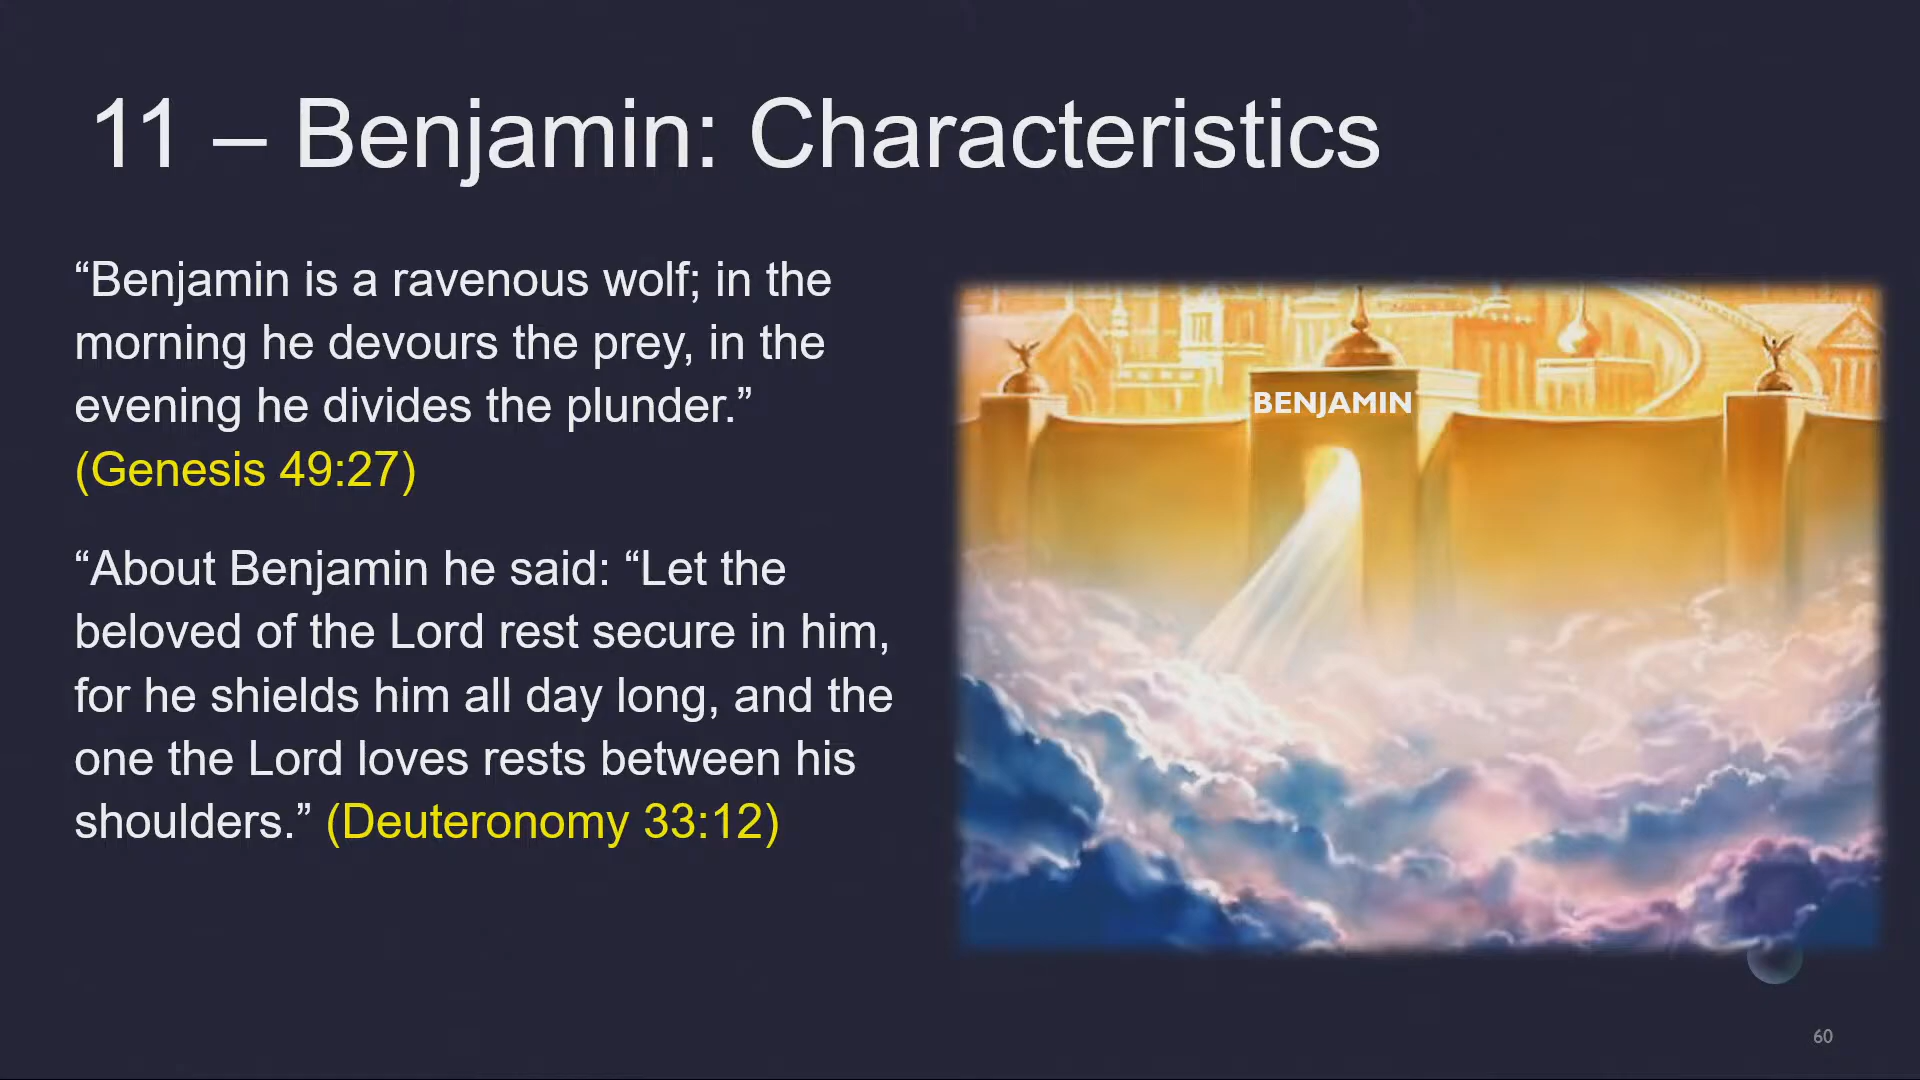 11 – Benjamin: Characteristics
“Benjamin is a ravenous wolf; in the
morning he devours the prey, in the
evening he divides the plunder.”
(Genesis 49:27)
“About Benjamin he said: “Let the
beloved of the Lord rest secure in him,
for he shields him all day long, and the
one the Lord loves rests between his
shoulders.” (Deuteronomy 33:12)
BENJAMIN
60